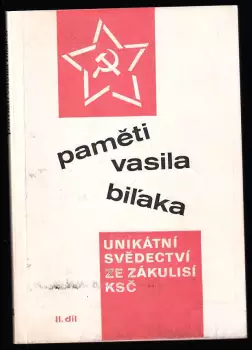 paměti
vasila
biľaka
UNIKÁTNÍ
SVĚDECTVÍ
ZE ZÁKULISÍ
KSČ
II. díl